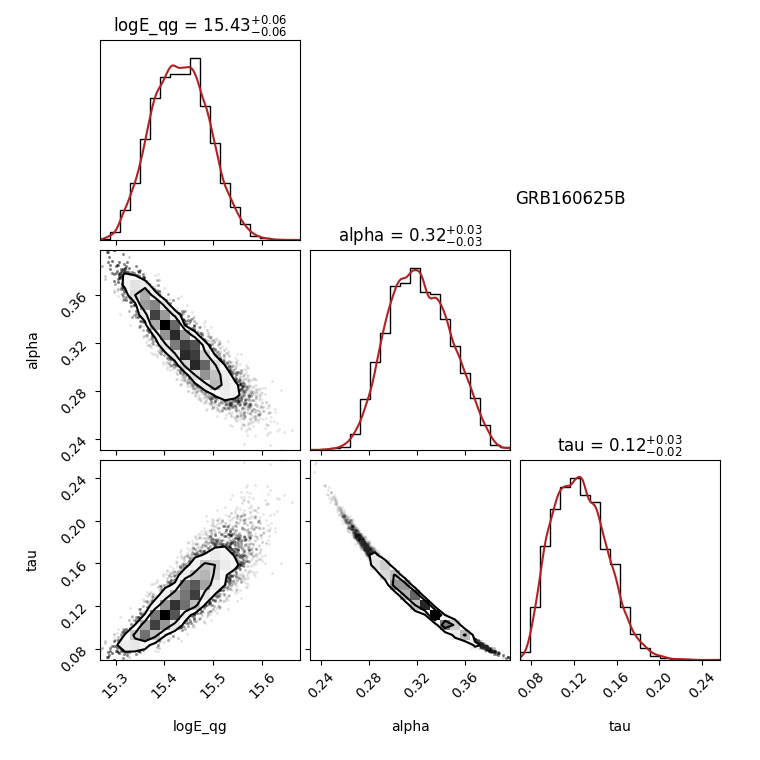 logE_qg = 15.43+0.06−0.06
GRB160625B
alpha = 0.32+0.03−0.03
0.36
0.32
0.28
0.24
alpha
tau = 0.12+0.03−0.02
0.24
0.20
0.16
0.12
0.08
tau
15.3 15.4 15.5 15.6 0.24 0.28 0.32 0.36 0.08 0.12 0.16 0.20 0.24
logE_qg alpha tau